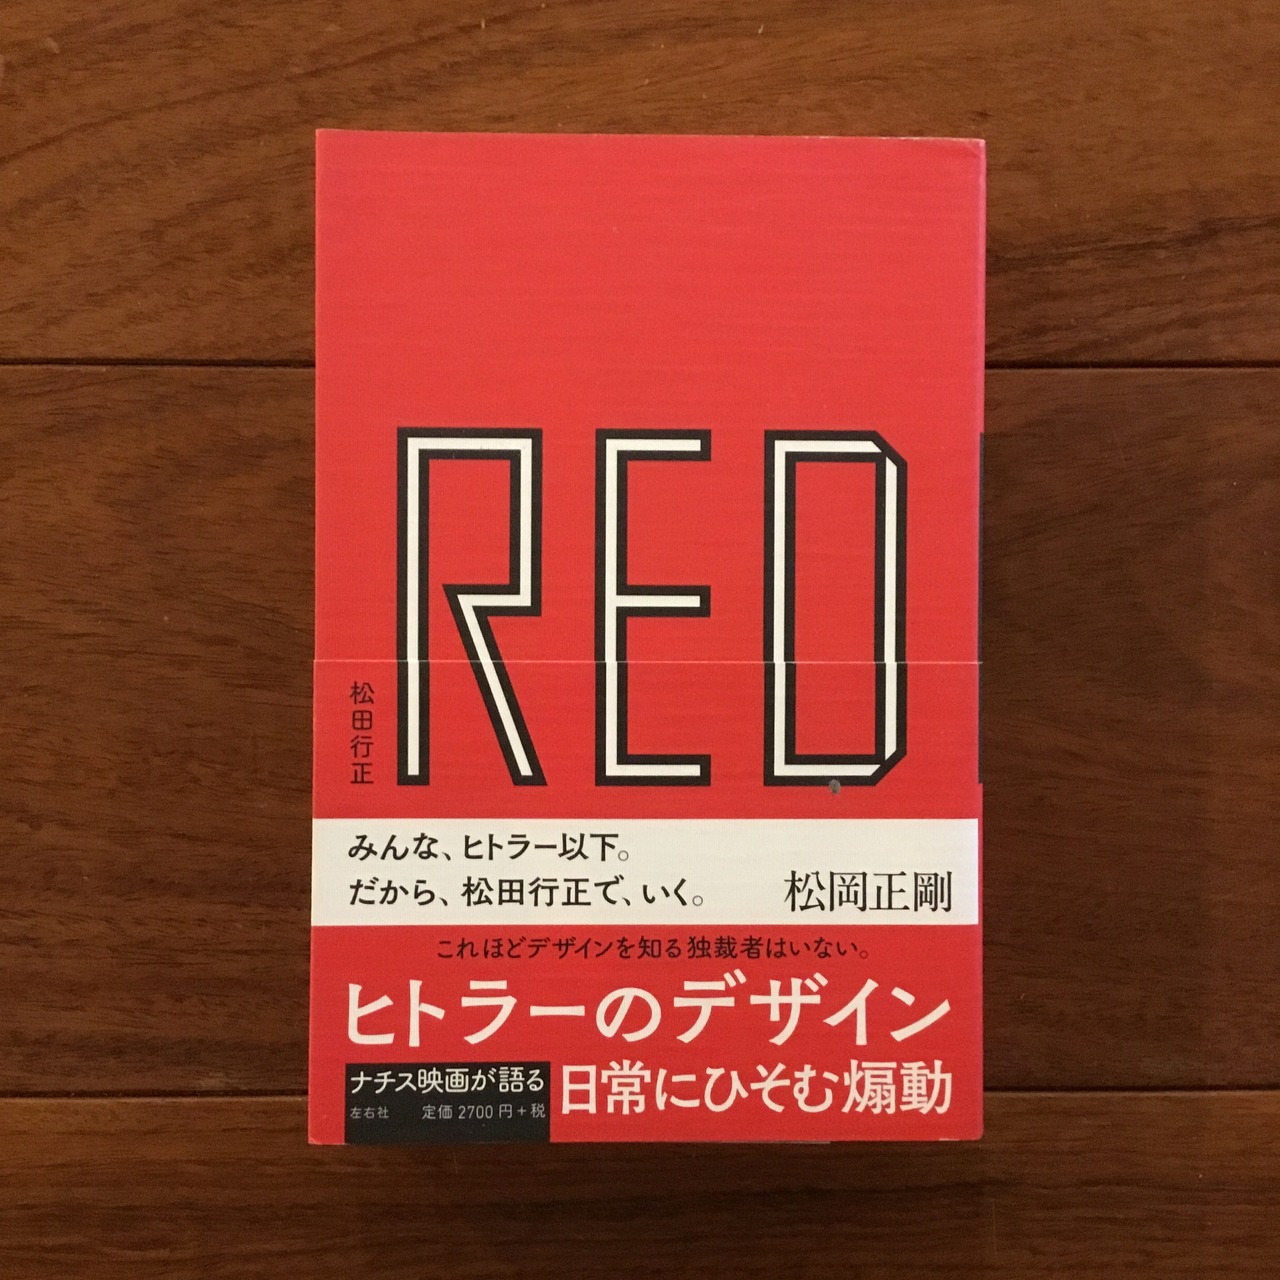 RED
松田行正
みんな、ヒトラー以下。
だから、松田行正で、いく。
松岡正剛
これほどデザインを知る独裁者はいない。
ヒトラーのデザイン
ナチス映画が語る
日常にひそむ煽動
左右社 定価 2700 円+税